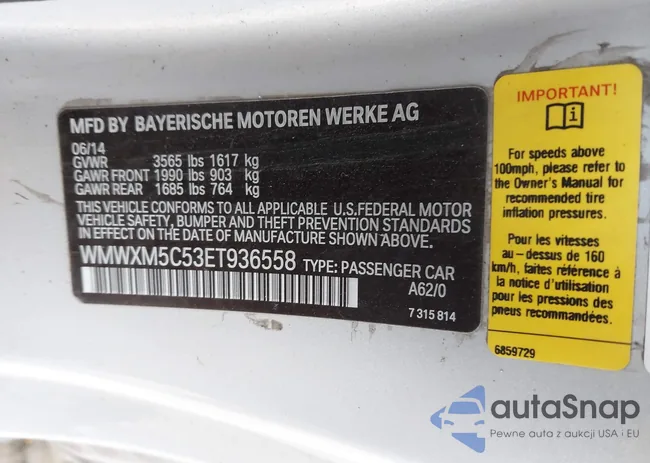 MFD BY BAYERISCHE MOTOREN WERKE AG
06/14
GVWR 3565 lbs 1617 kg
GAWR FRONT 1990 lbs 903 kg
GAWR REAR 1685 lbs 764 kg
THIS VEHICLE CONFORMS TO ALL APPLICABLE U.S.FEDERAL MOTOR
VEHICLE SAFETY, BUMPER AND THEFT PREVENTION STANDARDS
IN EFFECT ON THE DATE OF MANUFACTURE SHOWN ABOVE.
WMWXM5C53ET936558 TYPE: PASSENGER CAR
A62/0
7 315 814
IMPORTANT!
i
For speeds above
100mph, please refer to
the Owner's Manual for
recommended tire
inflation pressures.
Pour les vitesses
au-dessus de 160
km/h, faites référence à
la notice d'utilisation
pour les pressions des
pneus recommandées.
6859729
autaSnap
Pewne auta z aukcji USA i EU